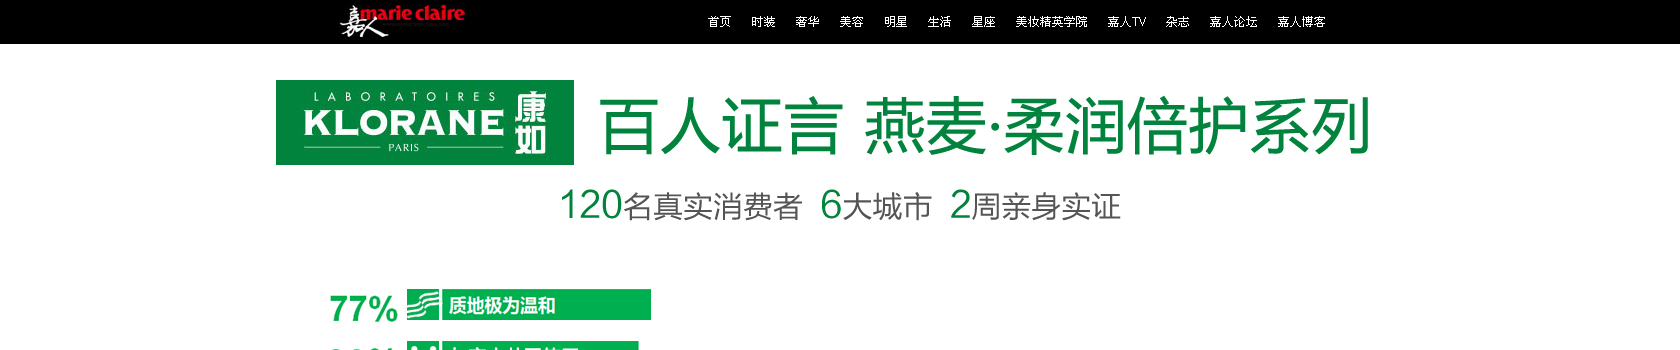 嘉人 marie claire 首页 时装 奢华 美容 明星 生活 星座 美妆精英学院 嘉人TV 杂志 嘉人论坛 嘉人博客
LABORATOIRES
KLORANE 康如
PARIS
百人证言 燕麦·柔润倍护系列
120名真实消费者 6大城市 2周亲身实证
77% 质地极为温和